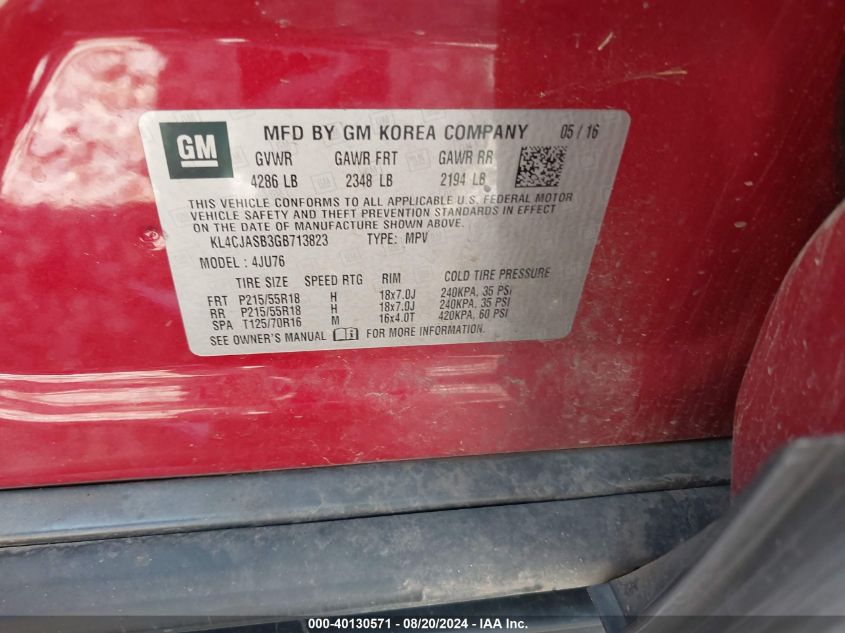 GM MFD BY GM KOREA COMPANY 05/16
GVWR GAWR FRT GAWR RR
4286 LB 2348 LB 2194 LB
THIS VEHICLE CONFORMS TO ALL APPLICABLE U.S. FEDERAL MOTOR
VEHICLE SAFETY AND THEFT PREVENTION STANDARDS IN EFFECT
ON THE DATE OF MANUFACTURE SHOWN ABOVE.
KL4CJASB3GB713823 TYPE: MPV
MODEL : 4JU76
TIRE SIZE SPEED RTG RIM COLD TIRE PRESSURE
FRT P215/55R18 H 18x7.0J 240KPA, 35 PSI
RR P215/55R18 H 18x7.0J 240KPA, 35 PSI
SPA T125/70R16 M 16x4.0T 420KPA, 60 PSI
SEE OWNER'S MANUAL FOR MORE INFORMATION.
000-40130571 - 08/20/2024 - WWW.IAAI.COM